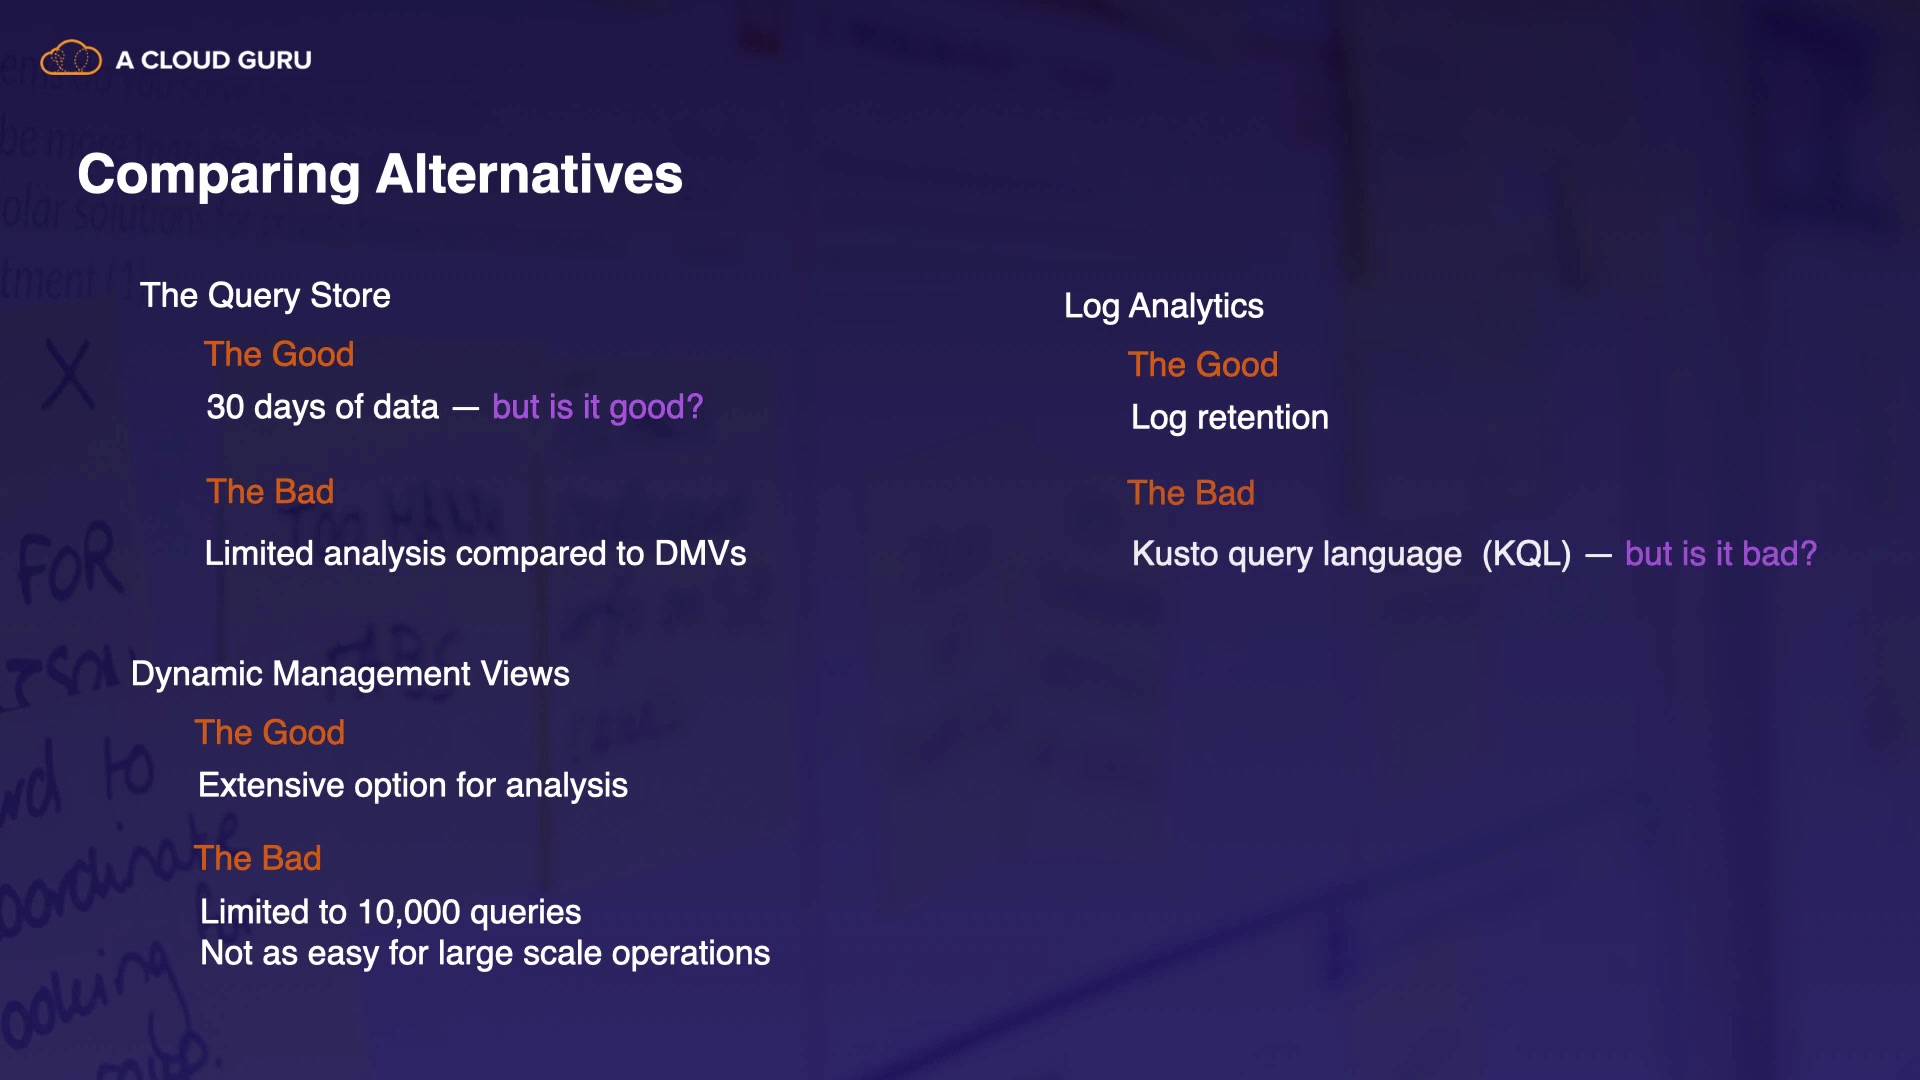 A CLOUD GURU
Comparing Alternatives
The Query Store
The Good
30 days of data — but is it good?
The Bad
Limited analysis compared to DMVs
Dynamic Management Views
The Good
Extensive option for analysis
The Bad
Limited to 10,000 queries
Not as easy for large scale operations
Log Analytics
The Good
Log retention
The Bad
Kusto query language (KQL) — but is it bad?
X
FOR